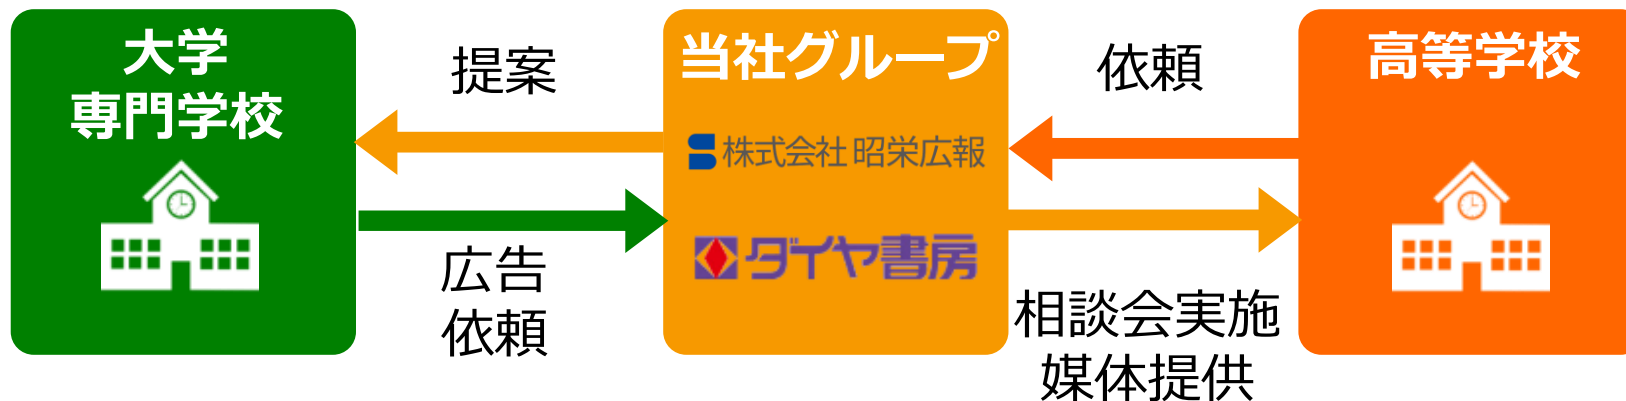 大学
専門学校
提案
広告
依頼
当社グループ
株式会社 昭栄広報
ダイヤ書房
依頼
相談会実施
媒体提供
高等学校